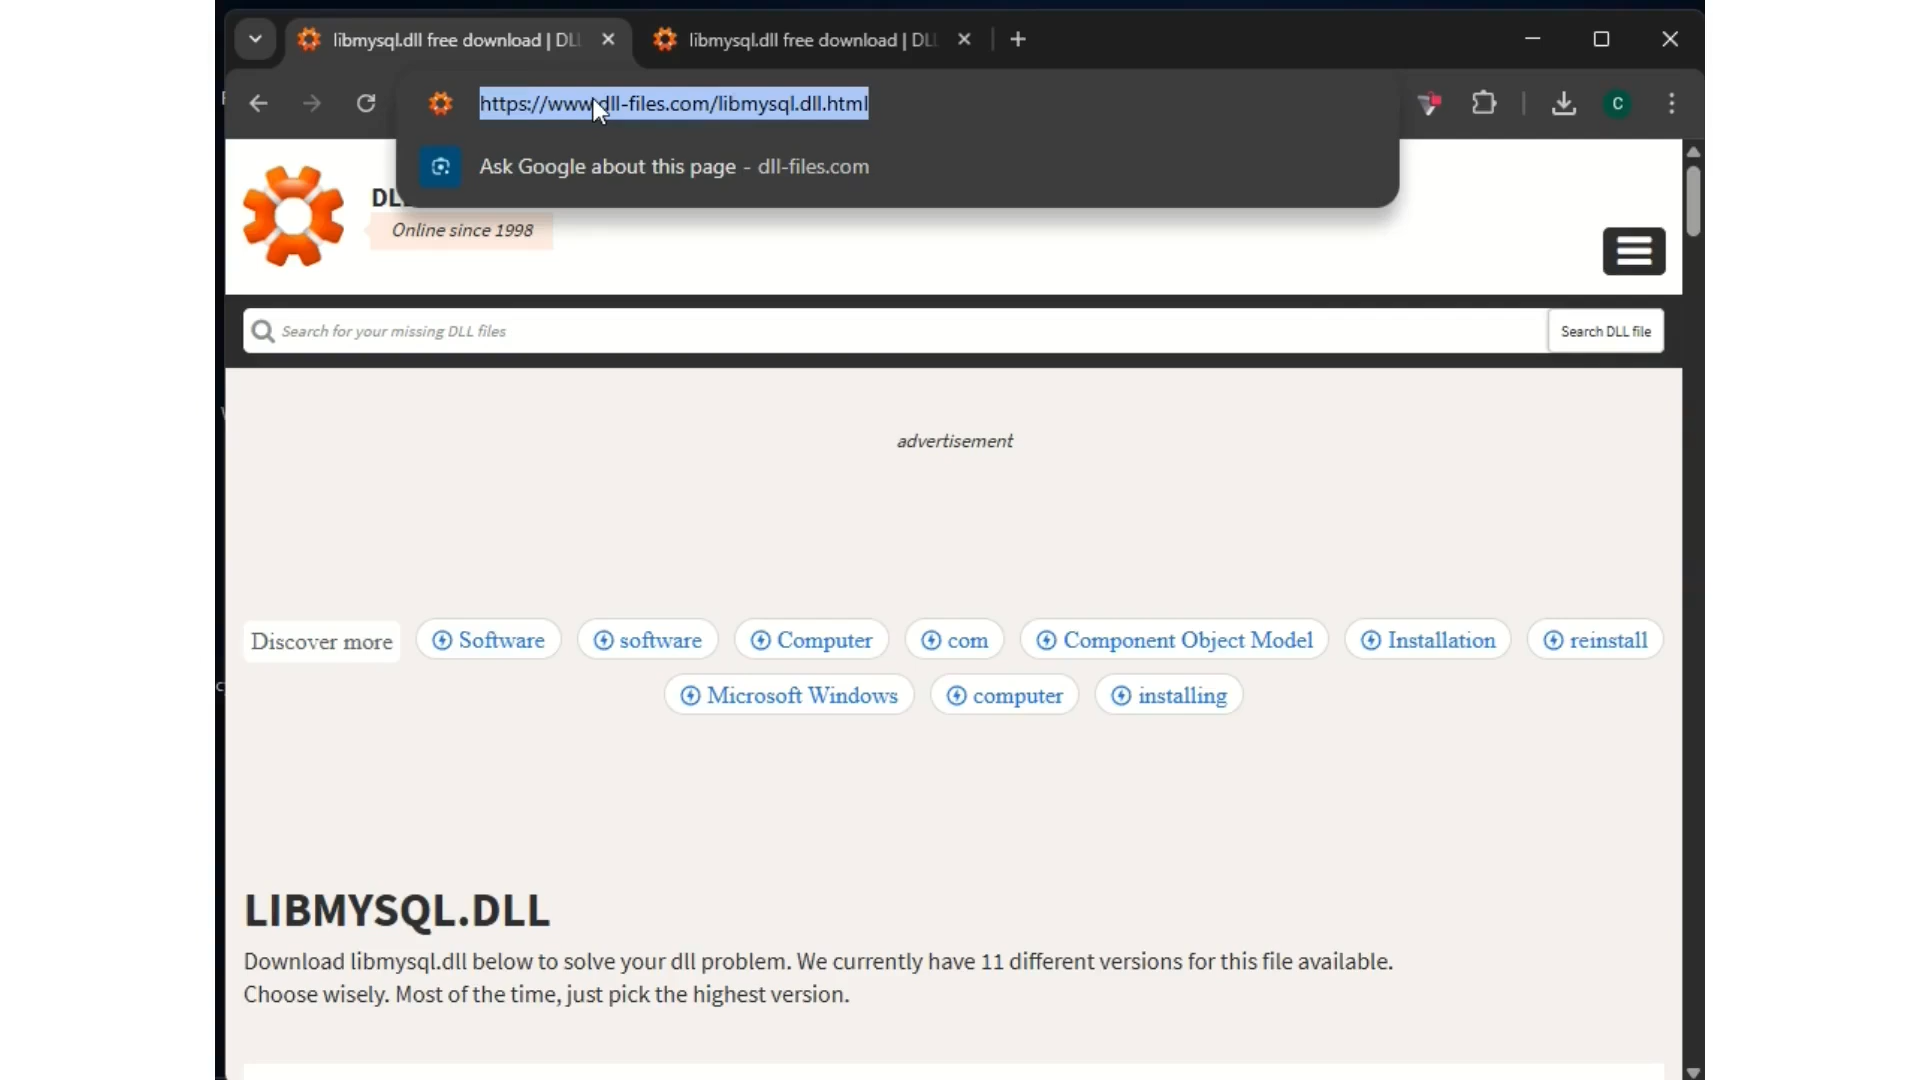 libmysql.dll free download | DLL
libmysql.dll free download | DLL
https://www.dll-files.com/libmysql.dll.html
C
Ask Google about this page - dll-files.com
DL
Online since 1998
Search for your missing DLL files
Search DLL file
advertisement
Discover more
Software
software
Computer
com
Component Object Model
Installation
reinstall
Microsoft Windows
computer
installing
LIBMYSQL.DLL
Download libmysql.dll below to solve your dll problem. We currently have 11 different versions for this file available.
Choose wisely. Most of the time, just pick the highest version.